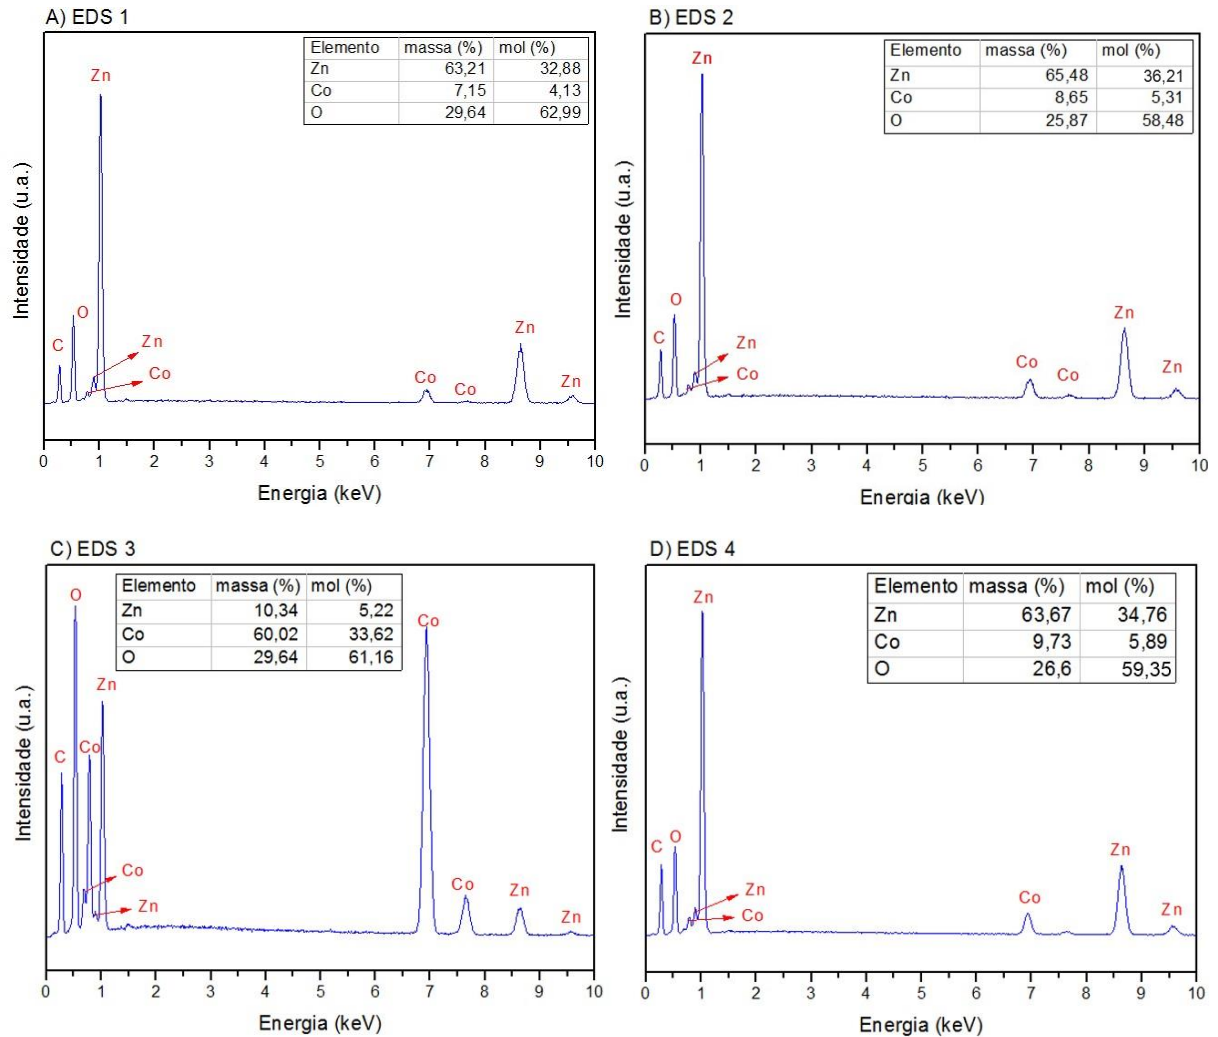 A) EDS 1
Elemento massa (%) mol (%)
Zn 63,21 32,88
Co 7,15 4,13
O 29,64 62,99
Zn
O
C
Zn
Co
Co
Co
Zn
Zn
Intensidade (u.a.)
0 1 2 3 4 5 6 7 8 9 10
Energia (keV)
B) EDS 2
Elemento massa (%) mol (%)
Zn 65,48 36,21
Co 8,65 5,31
O 25,87 58,48
Zn
O
C
Zn
Co
Co
Co
Zn
Zn
Intensidade (u.a.)
0 1 2 3 4 5 6 7 8 9 10
Energia (keV)
C) EDS 3
Elemento massa (%) mol (%)
Zn 10,34 5,22
Co 60,02 33,62
O 29,64 61,16
O
Co
Zn
C
Co
Co
Zn
Co
Zn
Zn
Intensidade (u.a.)
0 1 2 3 4 5 6 7 8 9 10
Energia (keV)
D) EDS 4
Elemento massa (%) mol (%)
Zn 63,67 34,76
Co 9,73 5,89
O 26,6 59,35
Zn
O
C
Zn
Co
Co
Zn
Zn
Intensidade (u.a.)
0 1 2 3 4 5 6 7 8 9 10
Energia (keV)